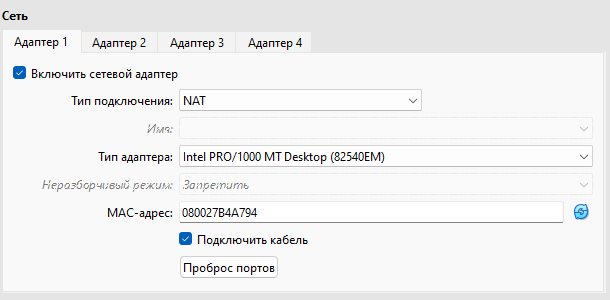 Сеть
Адаптер 1 Адаптер 2 Адаптер 3 Адаптер 4
Включить сетевой адаптер
Тип подключения: NAT
Имя:
Тип адаптера: Intel PRO/1000 MT Desktop (82540EM)
Неразборчивый режим: Запретить
MAC-адрес: 080027B4A794
Подключить кабель
Проброс портов